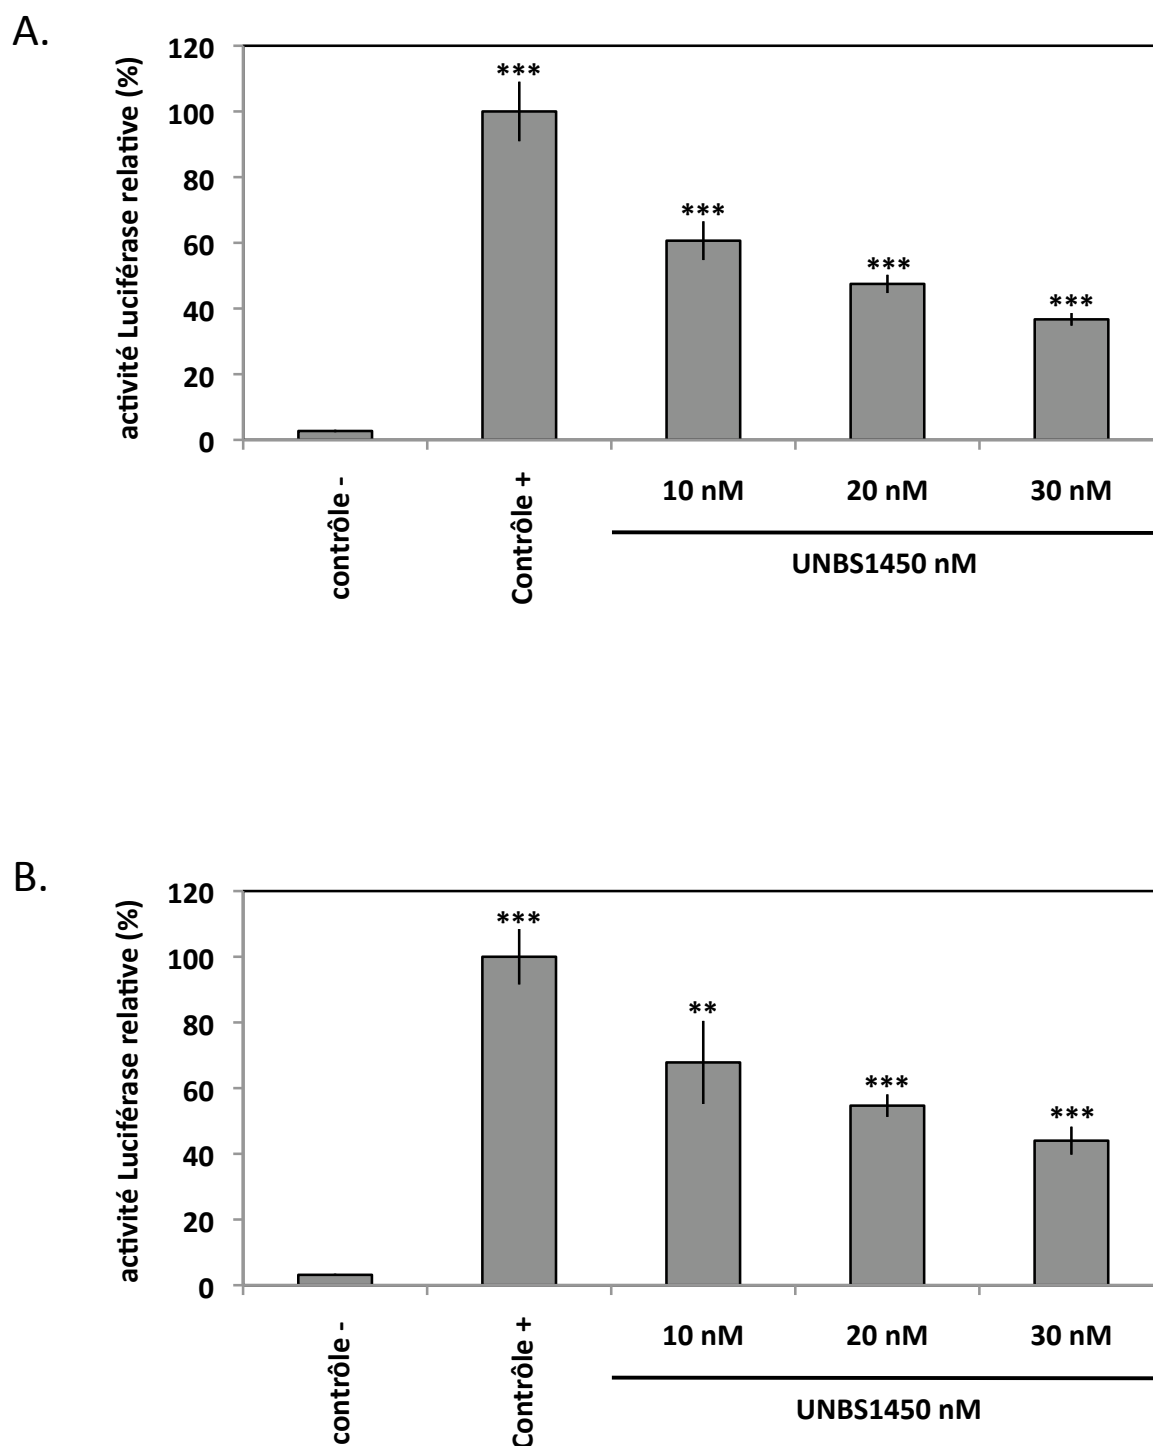 A.
activité Luciférase relative (%)
120
100
80
60
40
20
0
***
***
***
***
contrôle -
Contrôle +
10 nM
20 nM
30 nM
UNBS1450 nM
B.
activité Luciférase relative (%)
120
100
80
60
40
20
0
***
**
***
***
contrôle -
Contrôle +
10 nM
20 nM
30 nM
UNBS1450 nM